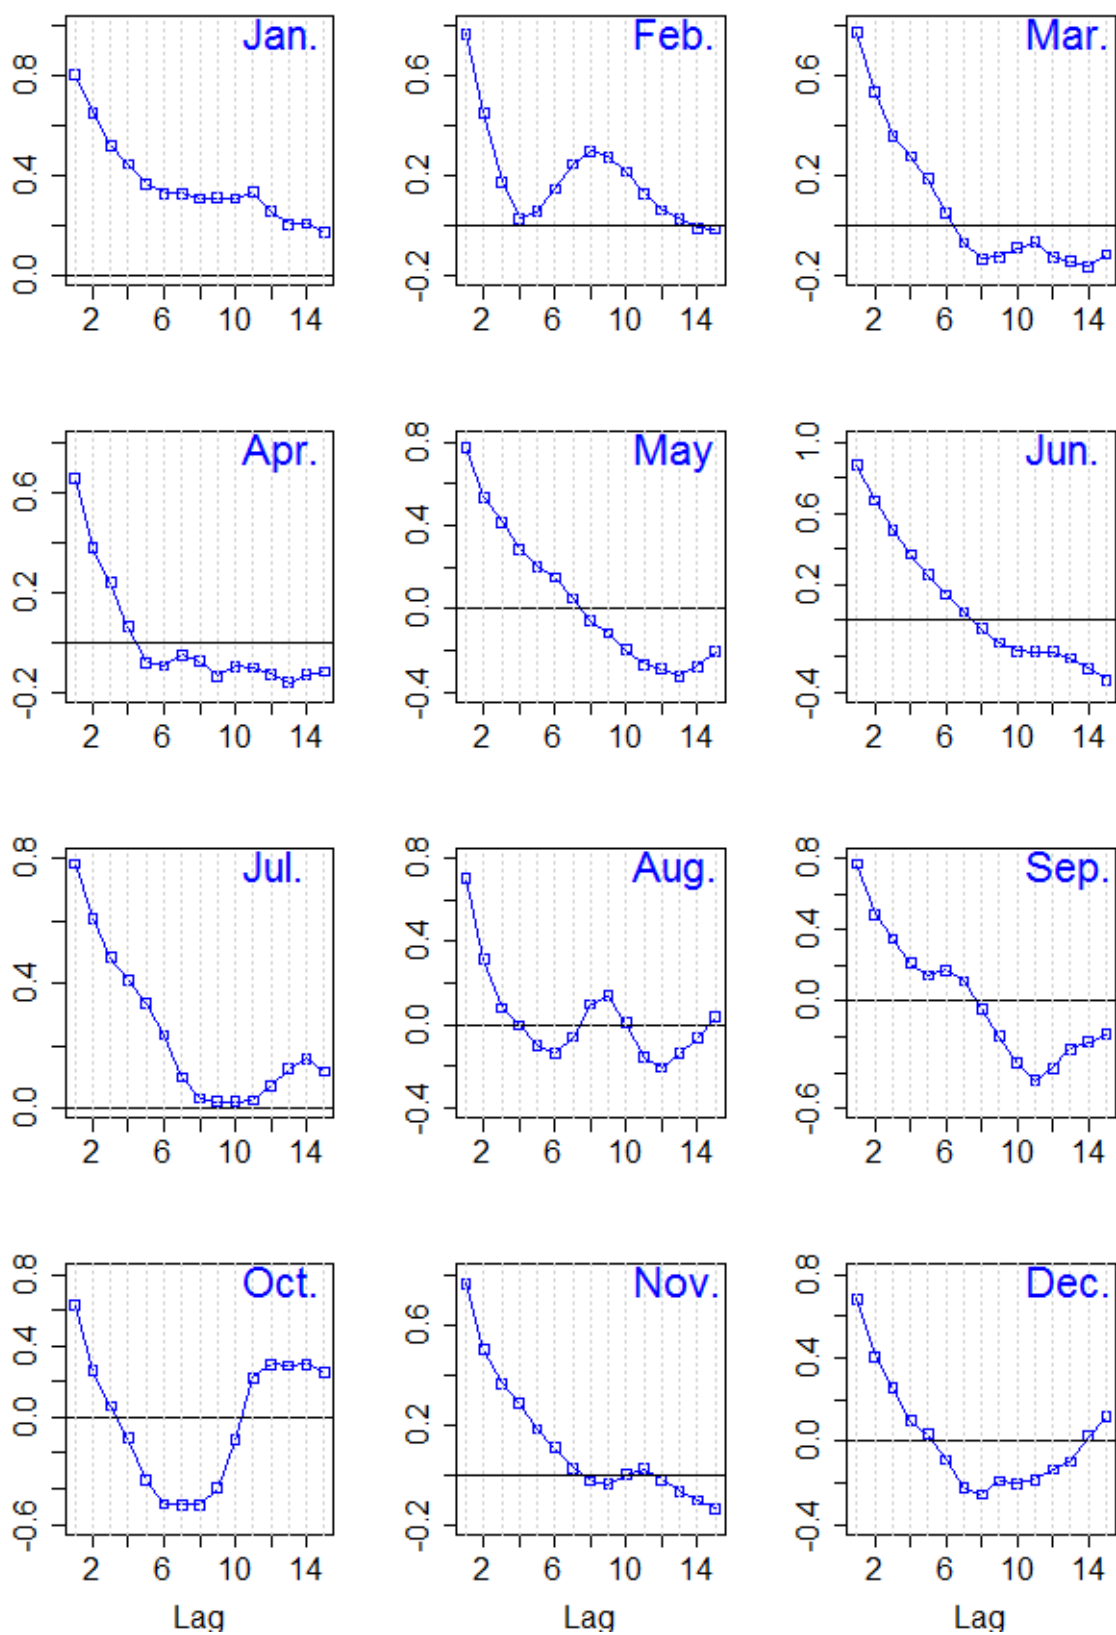 Jan. Feb. Mar.
0.0 0.4 0.8
-0.2 0.2 0.6
-0.2 0.2 0.6
2 6 10 14 2 6 10 14 2 6 10 14
Apr. May Jun.
-0.2 0.2 0.6
-0.4 0.0 0.4 0.8
-0.4 0.2 0.6 1.0
2 6 10 14 2 6 10 14 2 6 10 14
Jul. Aug. Sep.
0.0 0.4 0.8
-0.4 0.0 0.4 0.8
-0.6 0.0 0.4 0.8
2 6 10 14 2 6 10 14 2 6 10 14
Oct. Nov. Dec.
-0.6 0.0 0.4 0.8
-0.2 0.2 0.6
-0.4 0.0 0.4 0.8
2 6 10 14 2 6 10 14 2 6 10 14
Lag Lag Lag